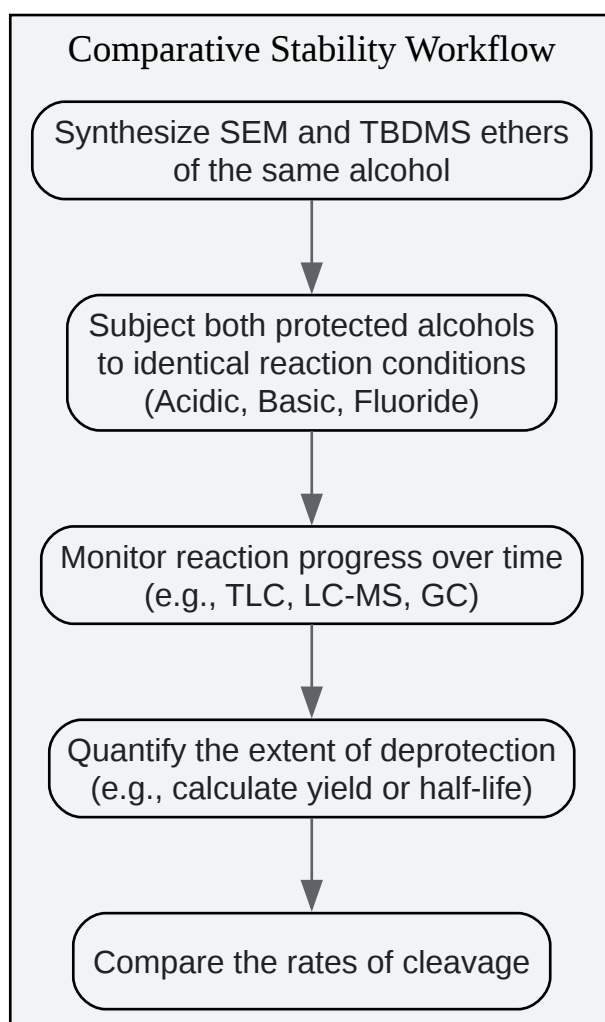 Comparative Stability Workflow
Synthesize SEM and TBDMS ethers
of the same alcohol
Subject both protected alcohols
to identical reaction conditions
(Acidic, Basic, Fluoride)
Monitor reaction progress over time
(e.g., TLC, LC-MS, GC)
Quantify the extent of deprotection
(e.g., calculate yield or half-life)
Compare the rates of cleavage